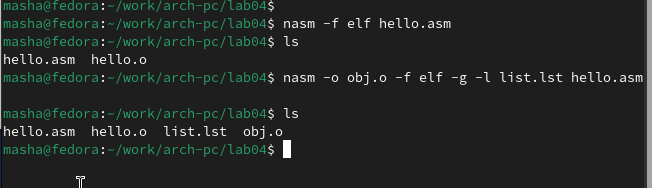 masha@fedora:~/work/arch-pc/lab04$
masha@fedora:~/work/arch-pc/lab04$ nasm -f elf hello.asm
masha@fedora:~/work/arch-pc/lab04$ ls
hello.asm  hello.o
masha@fedora:~/work/arch-pc/lab04$ nasm -o obj.o -f elf -g -l list.lst hello.asm
masha@fedora:~/work/arch-pc/lab04$ ls
hello.asm  hello.o  list.lst  obj.o
masha@fedora:~/work/arch-pc/lab04$